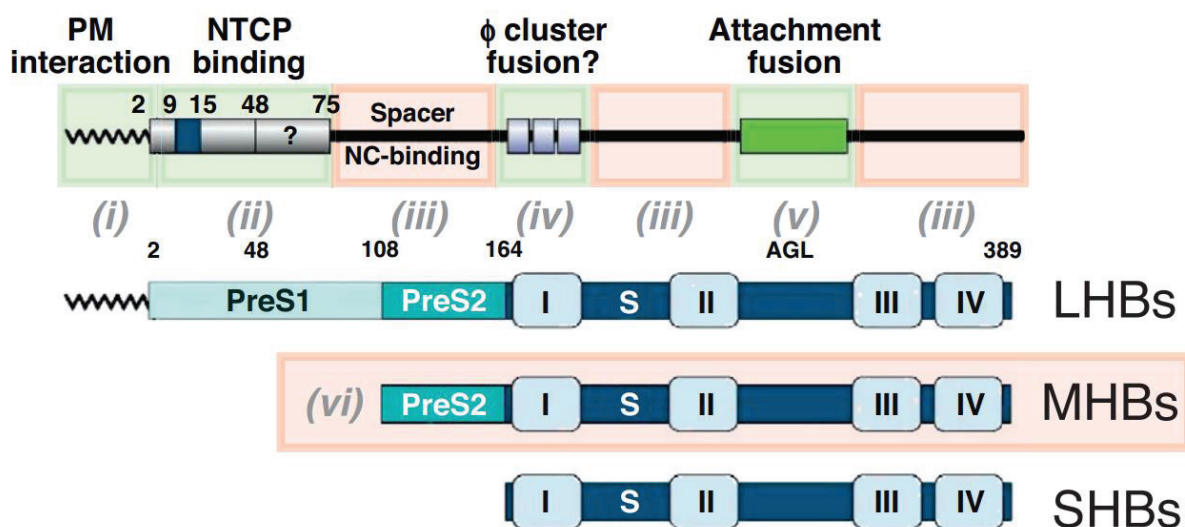 PM interaction
NTCP binding
ϕ cluster fusion?
Attachment fusion
2 9 15 48 75
?
Spacer
NC-binding
(i) (ii) (iii) (iv) (iii) (v) (iii)
2 48 108 164 AGL 389
PreS1 PreS2 I S II III IV LHBs
(vi) PreS2 I S II III IV MHBs
I S II III IV SHBs